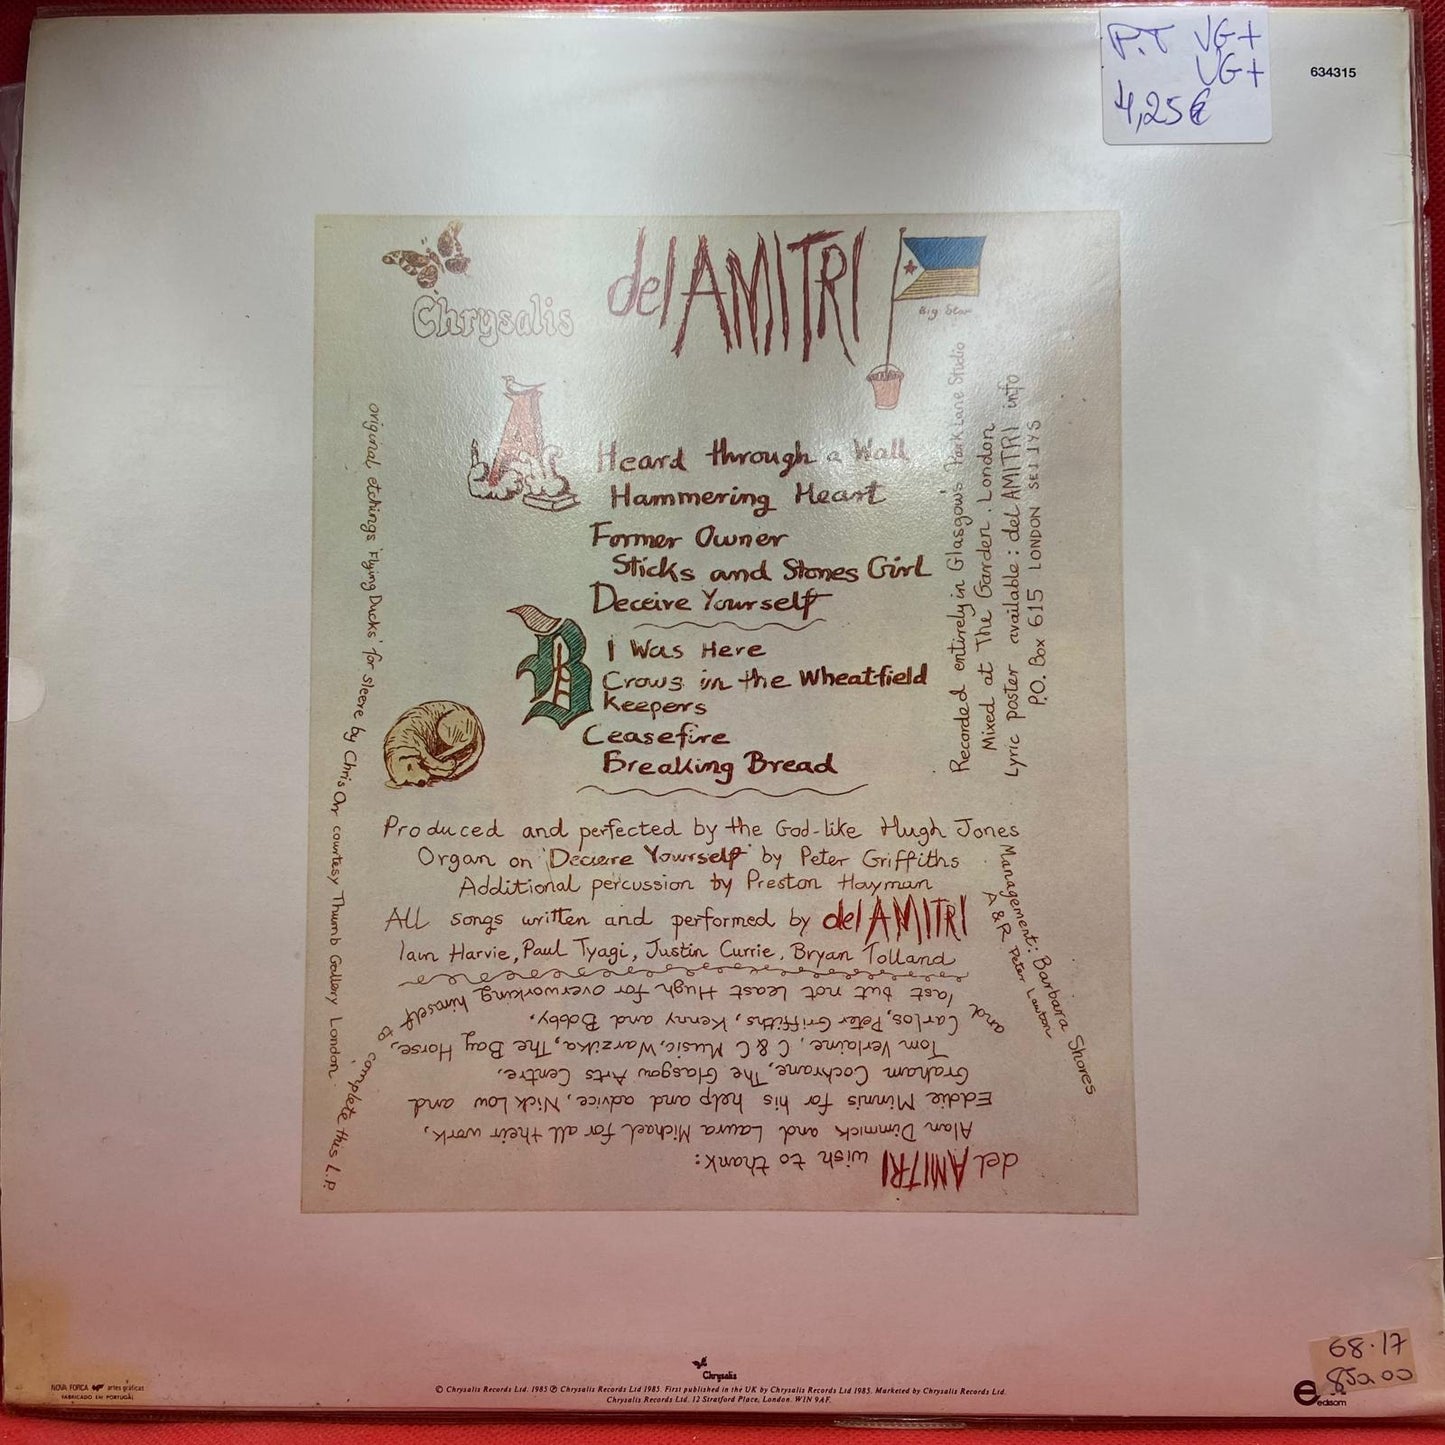 P.T VG+
VG+
4,25€
634315
Chrysalis
del AMITRI
Big Star
A
Heard through a Wall
Hammering Heart
Former Owner
Sticks and Stones Girl
Deceive Yourself
B
I Was Here
Crows in the Wheatfield
Keepers
Ceasefire
Breaking Bread
original etchings 'Flying Ducks' for sleeve by Chris Orr courtesy Thumb Gallery London.
Recorded entirely in Glasgow's Park Lane Studio
Mixed at The Garden. London
Lyric poster available: del AMITRI info
P.O. Box 615 LONDON SE1 1YS
Produced and perfected by the God-like Hugh Jones
Organ on 'Decieve Yourself' by Peter Griffiths
Additional percussion by Preston Hayman
All songs written and performed by del AMITRI
Iain Harvie, Paul Tyagi, Justin Currie, Bryan Tolland
Management: Barbara Shores
A & R Peter Lawton
del AMITRI wish to thank:
Alan Dimmick and Laura Michael for all their work,
Eddie Minnis for his help and advice, Nick Low and
Graham Cochrane, The Glasgow Arts Centre,
Tom Verlaine, C & C Music, Warzika, The Bay Horse,
Carlos, Peter Griffiths, Kenny and Bobby,
and last but not least Hugh for overworking himself to complete this L.P.
NOVA FORCA artes gráficas
FABRICADO EM PORTUGAL
Chrysalis
© Chrysalis Records Ltd. 1985 ℗ Chrysalis Records Ltd 1985. First published in the UK by Chrysalis Records Ltd 1985. Marketed by Chrysalis Records Ltd.
Chrysalis Records Ltd. 12 Stratford Place, London. W1N 9AF.
68.17
85000
edisom